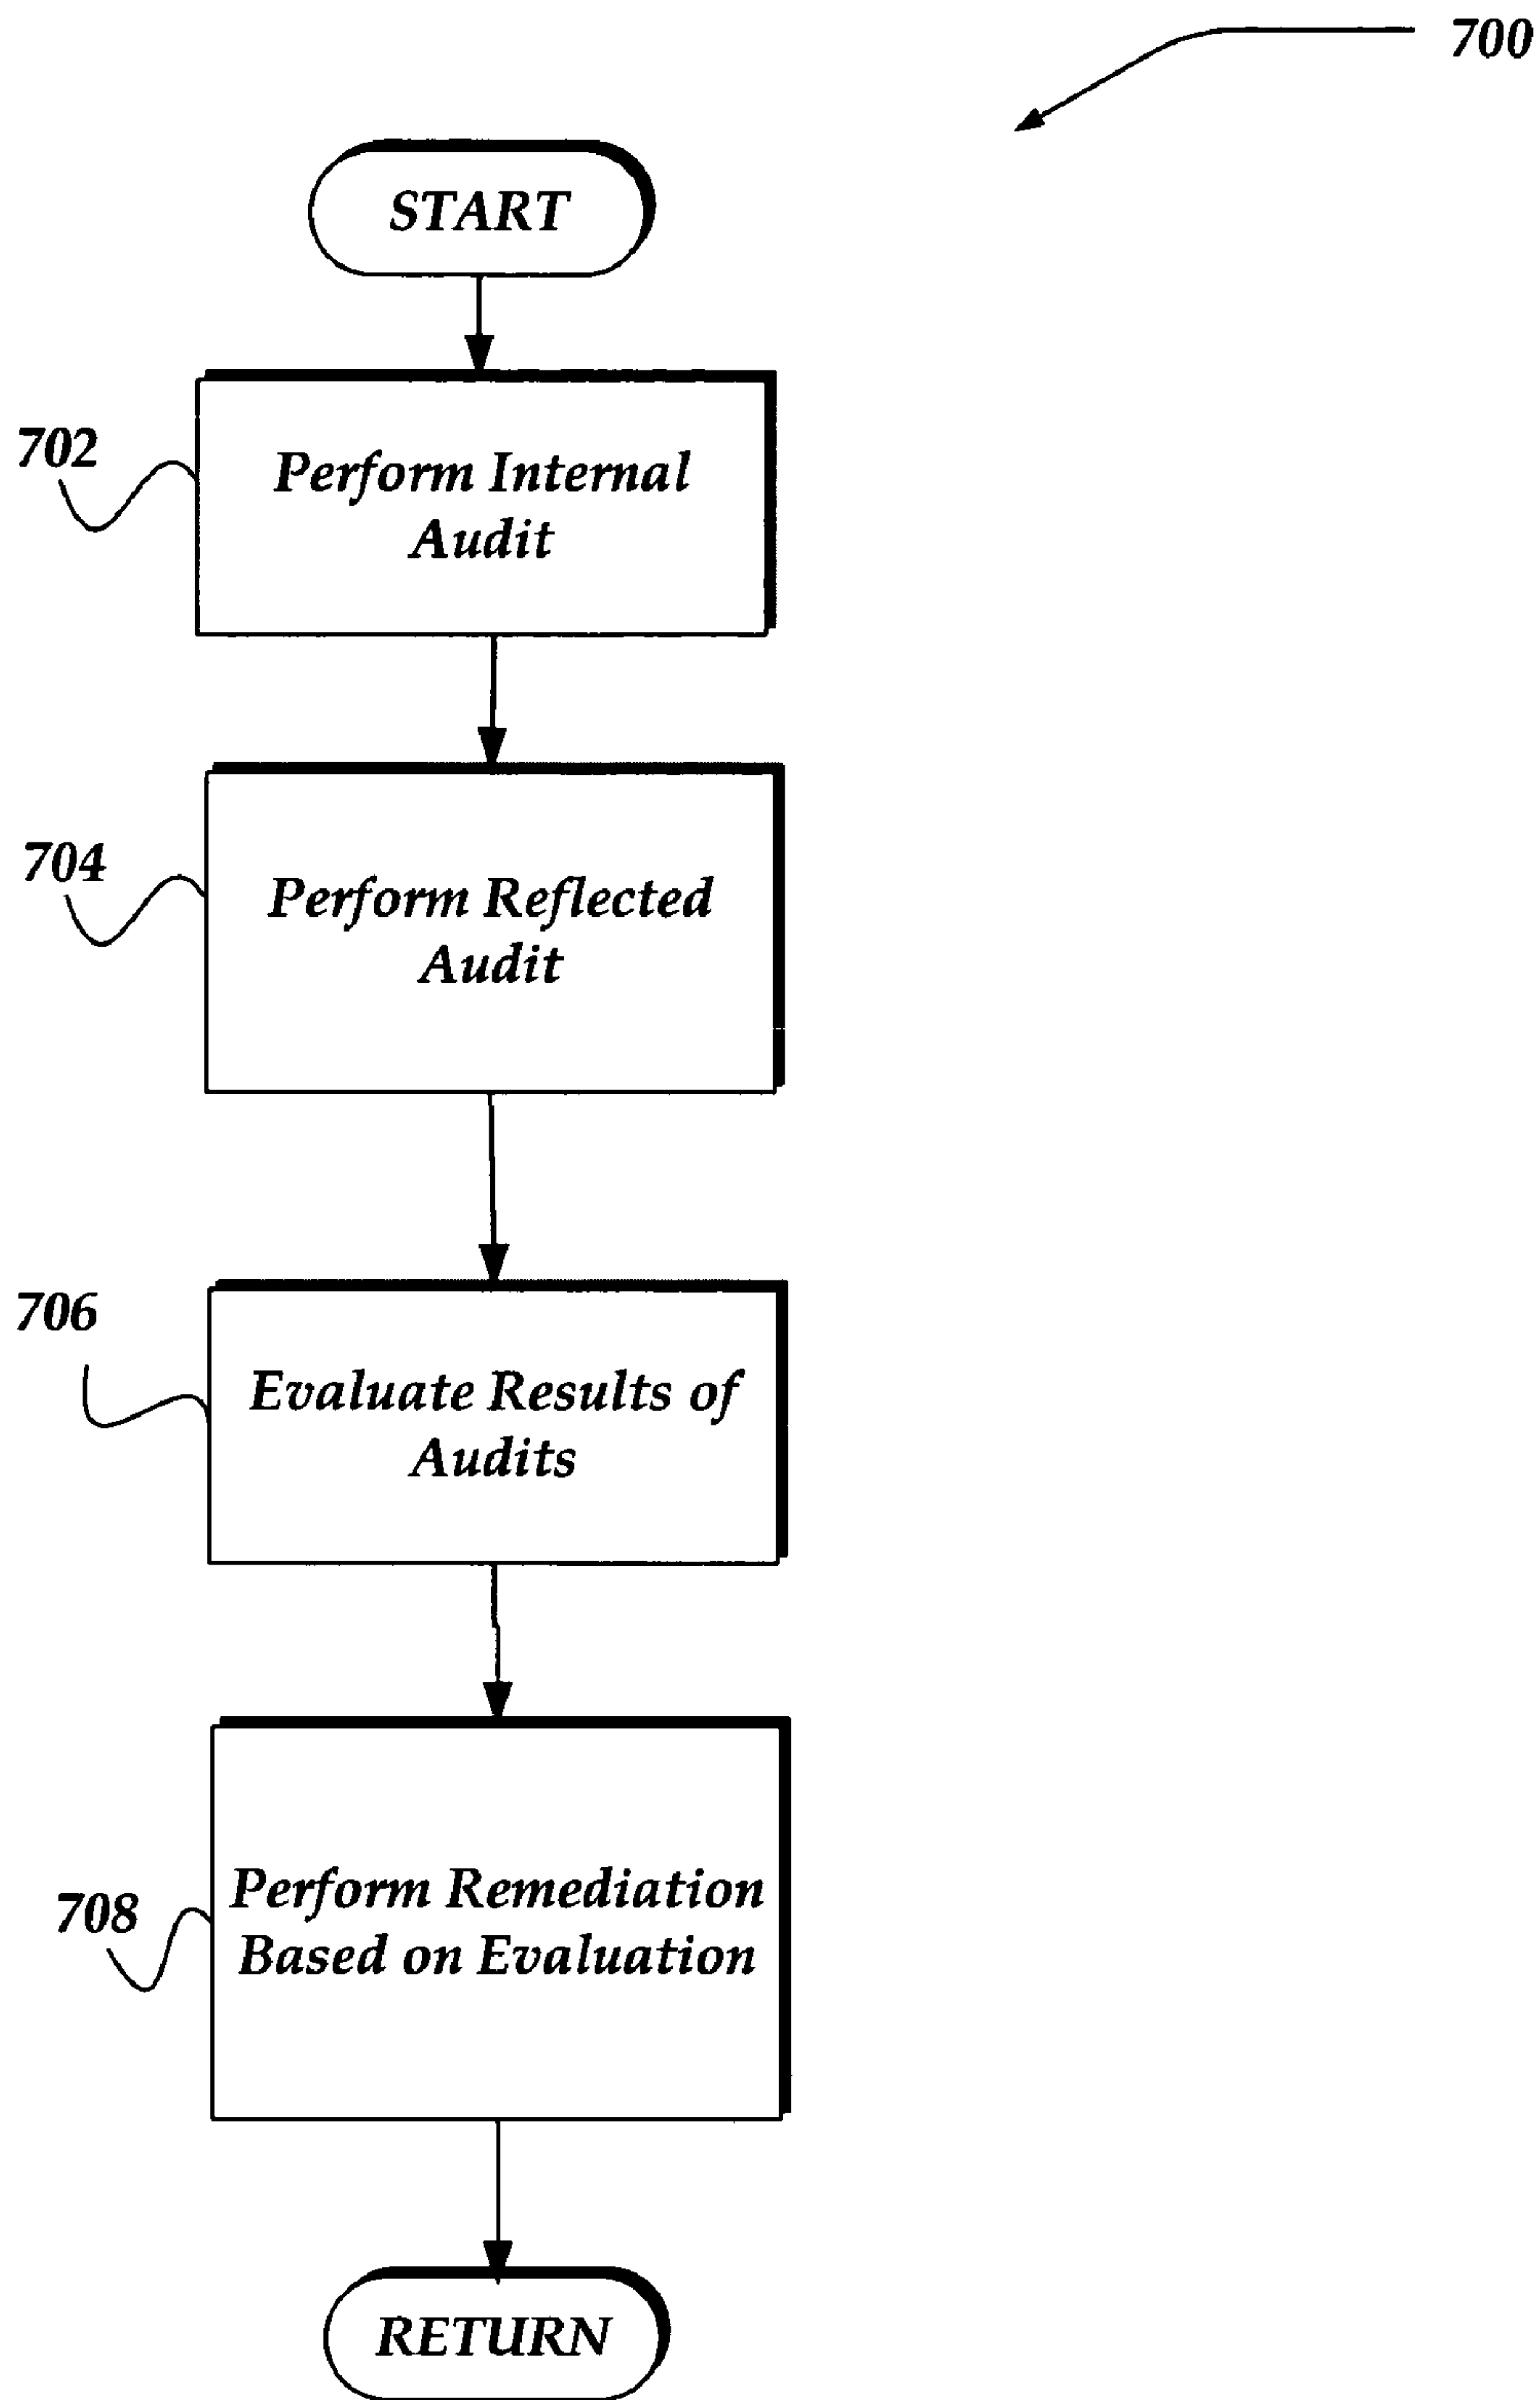 700
START
702
Perform Internal
Audit
704
Perform Reflected
Audit
706
Evaluate Results of
Audits
708
Perform Remediation
Based on Evaluation
RETURN